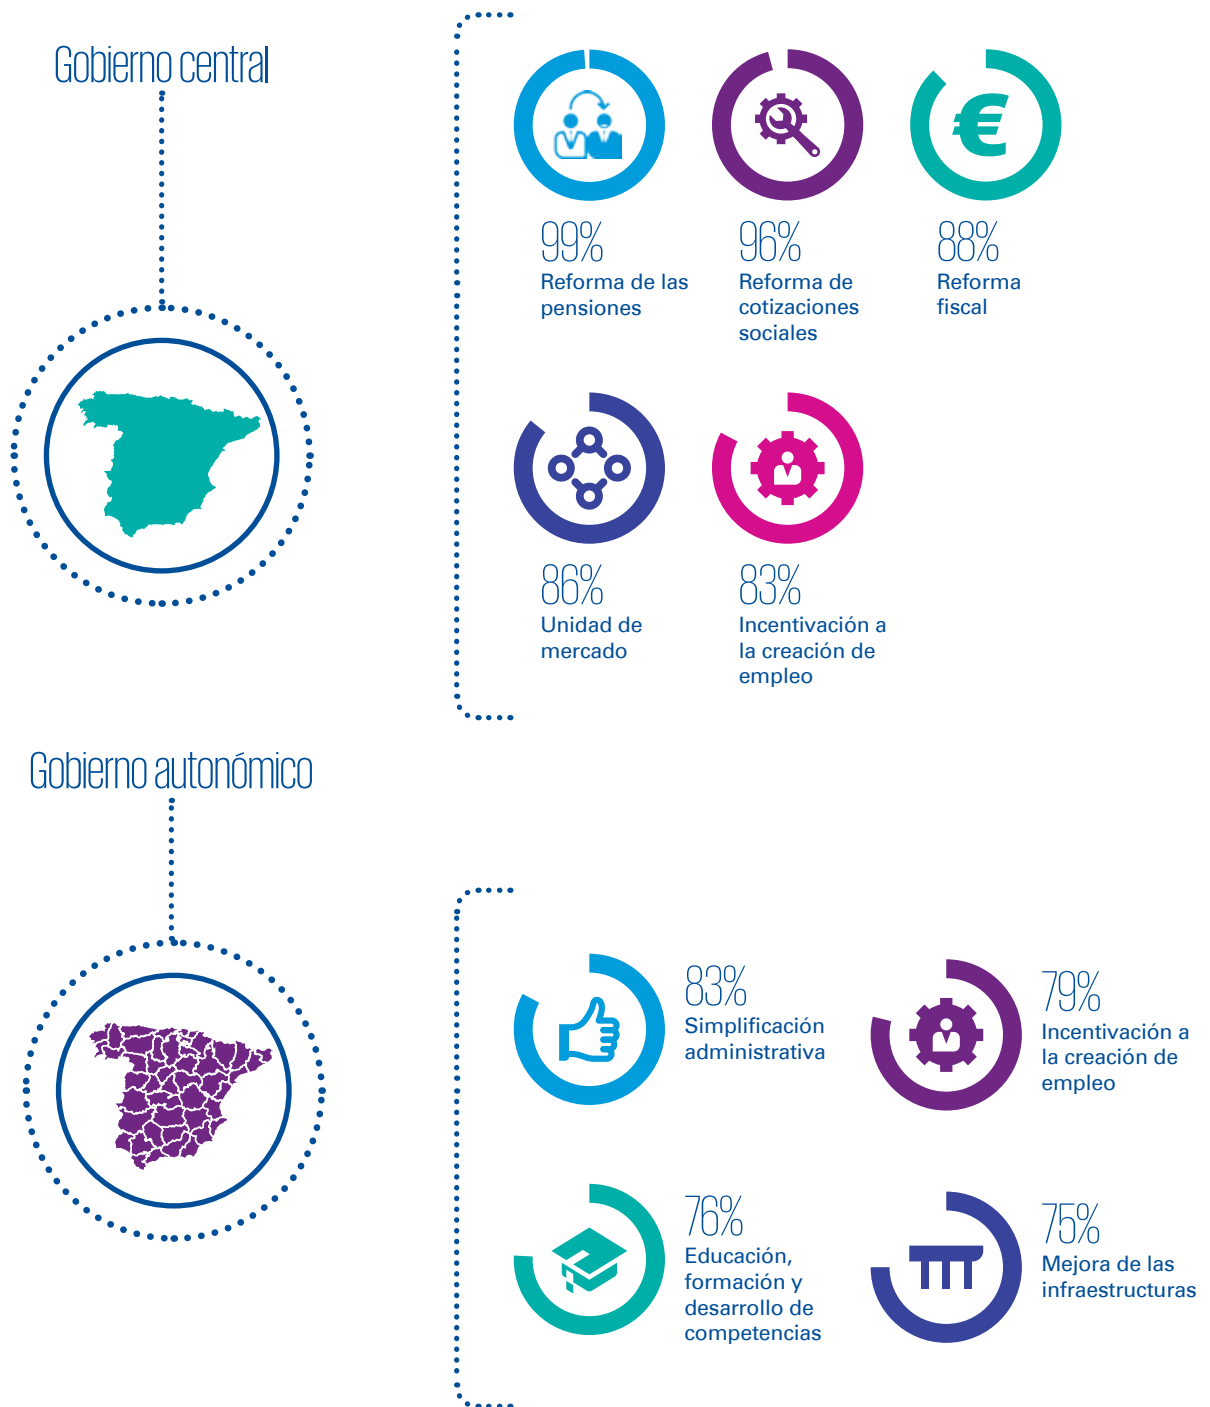 Gobierno central
99%
Reforma de las
pensiones
96%
Reforma de
cotizaciones
sociales
€
88%
Reforma
fiscal
86%
Unidad de
mercado
83%
Incentivación a
la creación de
empleo
Gobierno autonómico
83%
Simplificación
administrativa
79%
Incentivación a
la creación de
empleo
76%
Educación,
formación y
desarrollo de
competencias
75%
Mejora de las
infraestructuras